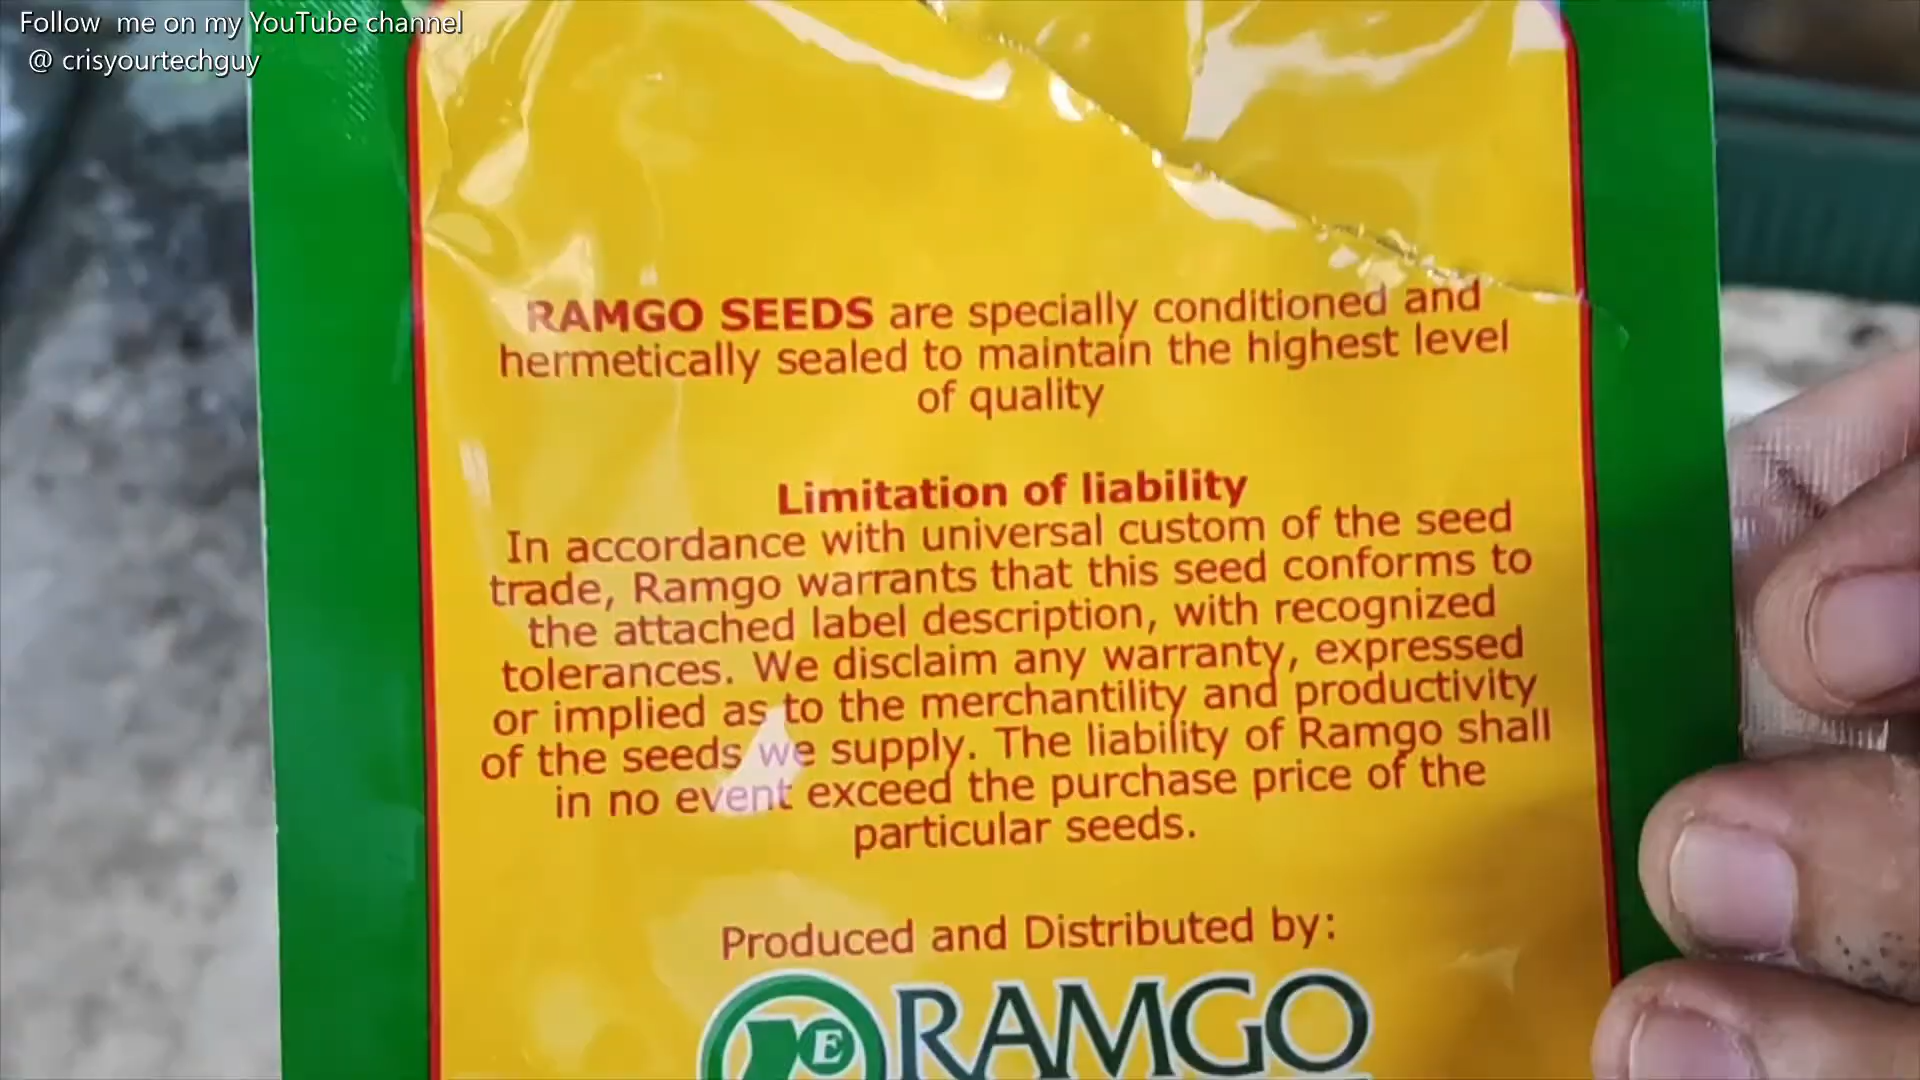 Follow me on my YouTube channel
@ crisyourtechguy
RAMGO SEEDS are specially conditioned and
hermetically sealed to maintain the highest level
of quality
Limitation of liability
In accordance with universal custom of the seed
trade, Ramgo warrants that this seed conforms to
the attached label description, with recognized
tolerances. We disclaim any warranty, expressed
or implied as to the merchantility and productivity
of the seeds we supply. The liability of Ramgo shall
in no event exceed the purchase price of the
particular seeds.
Produced and Distributed by:
RE RAMGO